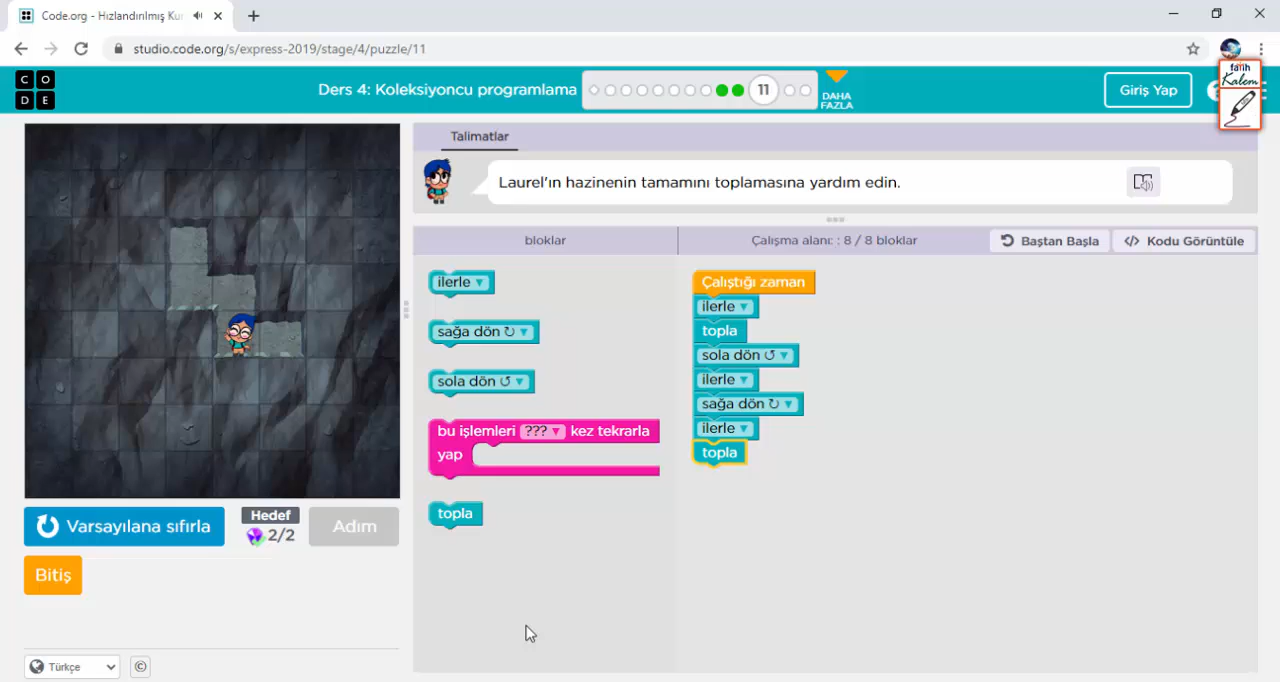 Code.org - Hızlandırılmış Ku
studio.code.org/s/express-2019/stage/4/puzzle/11
C O
D E
Ders 4: Koleksiyoncu programlama
11
DAHA
FAZLA
Giriş Yap
fatih
Kalem
Talimatlar
Laurel'ın hazinenin tamamını toplamasına yardım edin.
bloklar
Çalışma alanı: : 8 / 8 bloklar
Baştan Başla
</> Kodu Görüntüle
ilerle
sağa dön
sola dön
bu işlemleri ??? kez tekrarla
yap
topla
Çalıştığı zaman
ilerle
topla
sola dön
ilerle
sağa dön
ilerle
topla
Varsayılana sıfırla
Hedef
2/2
Adım
Bitiş
Türkçe
©